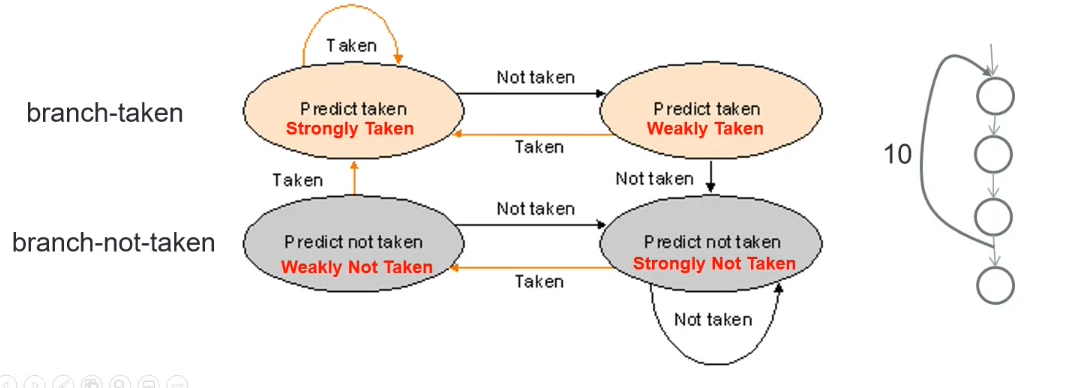 Taken
Not taken
branch-taken
Predict taken
Strongly Taken
Predict taken
Weakly Taken
Taken
10
Taken
Not taken
Not taken
branch-not-taken
Predict not taken
Weakly Not Taken
Predict not taken
Strongly Not Taken
Taken
Not taken